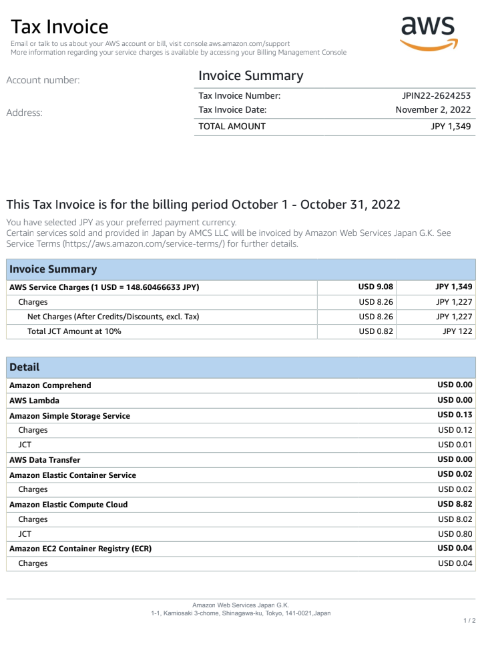 Tax Invoice
Email or talk to us about your AWS account or bill, visit console.aws.amazon.com/support
More information regarding your service charges is available by accessing your Billing Management Console
aws
Account number:
Address:
Invoice Summary
Tax Invoice Number: JPIN22-2624253
Tax Invoice Date: November 2, 2022
TOTAL AMOUNT JPY 1,349
This Tax Invoice is for the billing period October 1 - October 31, 2022
You have selected JPY as your preferred payment currency.
Certain services sold and provided in Japan by AMCS LLC will be invoiced by Amazon Web Services Japan G.K. See
Service Terms (https://aws.amazon.com/service-terms/) for further details.
Invoice Summary
AWS Service Charges (1 USD = 148.60466633 JPY) USD 9.08 JPY 1,349
Charges USD 8.26 JPY 1,227
Net Charges (After Credits/Discounts, excl. Tax) USD 8.26 JPY 1,227
Total JCT Amount at 10% USD 0.82 JPY 122
Detail
Amazon Comprehend USD 0.00
AWS Lambda USD 0.00
Amazon Simple Storage Service USD 0.13
Charges USD 0.12
JCT USD 0.01
AWS Data Transfer USD 0.00
Amazon Elastic Container Service USD 0.02
Charges USD 0.02
Amazon Elastic Compute Cloud USD 8.82
Charges USD 8.02
JCT USD 0.80
Amazon EC2 Container Registry (ECR) USD 0.04
Charges USD 0.04
Amazon Web Services Japan G.K.
1-1, Kamiosaki 3-chome, Shinagawa-ku, Tokyo, 141-0021,Japan
1 / 2